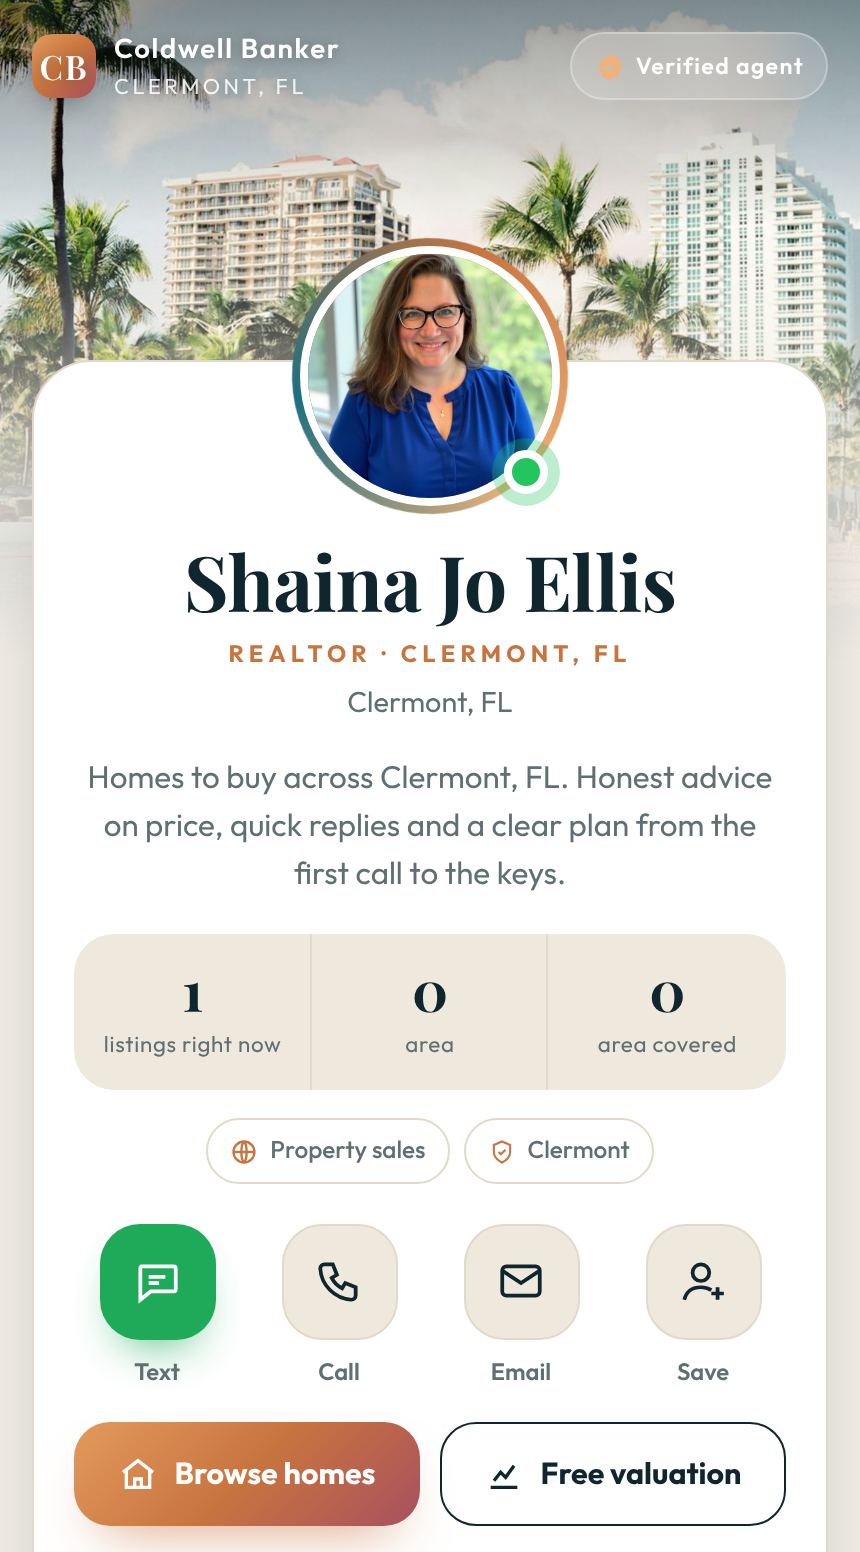 CB
Coldwell Banker
CLERMONT, FL
Verified agent
Shaina Jo Ellis
REALTOR · CLERMONT, FL
Clermont, FL
Homes to buy across Clermont, FL. Honest advice
on price, quick replies and a clear plan from the
first call to the keys.
1
listings right now
0
area
0
area covered
Property sales
Clermont
Text
Call
Email
Save
Browse homes
Free valuation